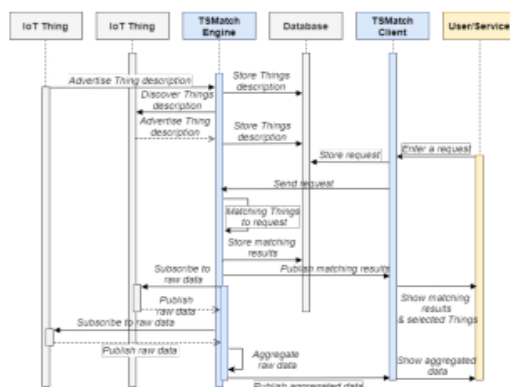 IoT Thing
IoT Thing
TSMatch
Engine
Database
TSMatch
Client
User/Service
Advertise Thing description
Store Things
description
Discover Things
description
Advertise Thing
description
Store Things
description
Enter a request
Store request
Send request
Matching Things
to request
Store matching
results
Publish matching results
Subscribe to
raw data
Show matching
results
& selected Things
Publish
raw data
Subscribe to raw data
Publish raw data
Aggregate
raw data
Show aggregated
data
Publish aggregated data